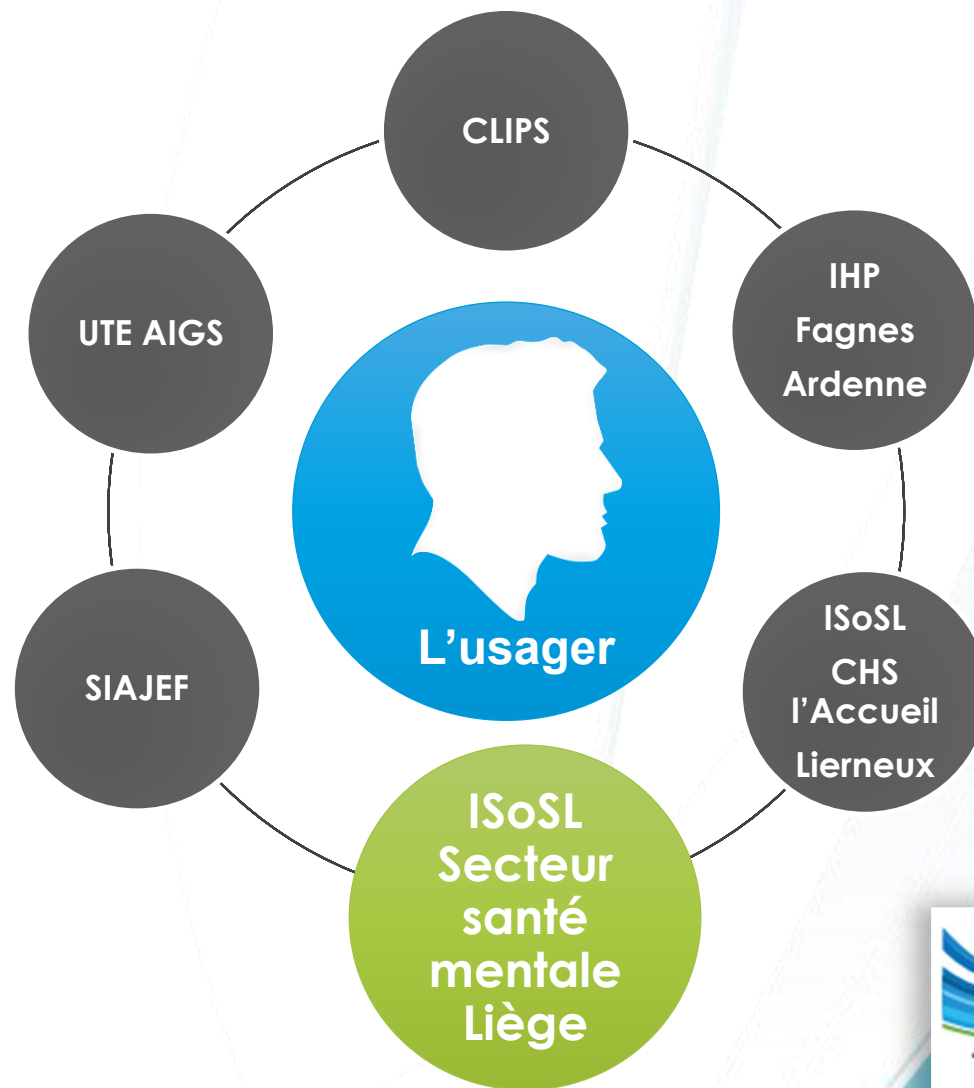 CLIPS
UTE AIGS
IHP
Fagnes
Ardenne
L’usager
SIAJEF
ISoSL
CHS
l’Accueil
Lierneux
ISoSL
Secteur
santé
mentale
Liège